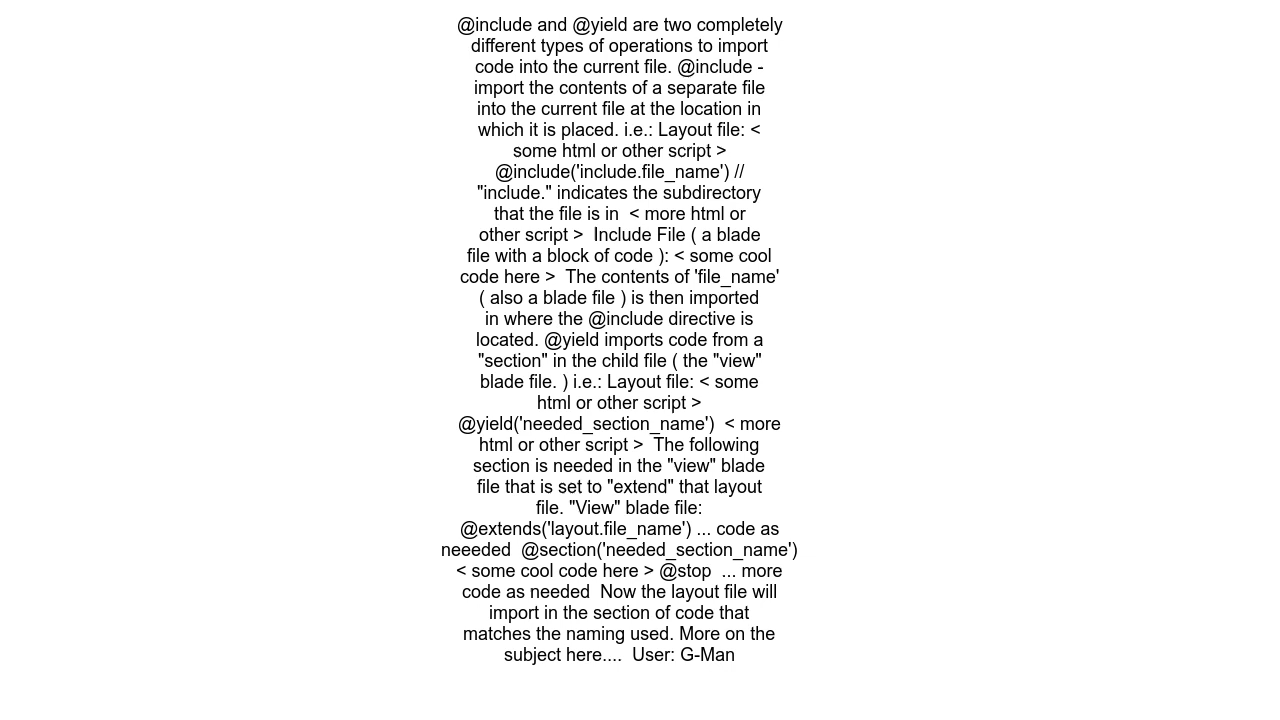 @include and @yield are two completely
different types of operations to import
code into the current file. @include -
import the contents of a separate file
into the current file at the location in
which it is placed. i.e.: Layout file: <
some html or other script >
@include('include.file_name') //
"include." indicates the subdirectory
that the file is in  < more html or
other script >  Include File ( a blade
file with a block of code ): < some cool
code here >  The contents of 'file_name'
( also a blade file ) is then imported
in where the @include directive is
located. @yield imports code from a
"section" in the child file ( the "view"
blade file. ) i.e.: Layout file: < some
html or other script >
@yield('needed_section_name')  < more
html or other script >  The following
section is needed in the "view" blade
file that is set to "extend" that layout
file. "View" blade file:
@extends('layout.file_name') ... code as
neeeded  @section('needed_section_name')
< some cool code here > @stop  ... more
code as needed  Now the layout file will
import in the section of code that
matches the naming used. More on the
subject here....  User: G-Man